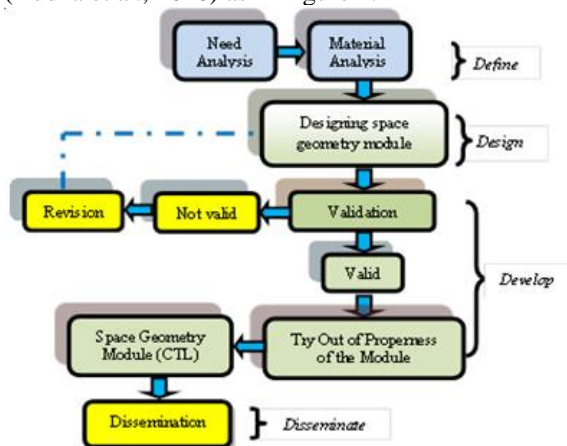 Need
Analysis
Material
Analysis
Define
Designing space
geometry module
Design
Revision
Not valid
Validation
Valid
Develop
Space Geometry
Module (CTL)
Try Out of Properness
of the Module
Dissemination
Disseminate